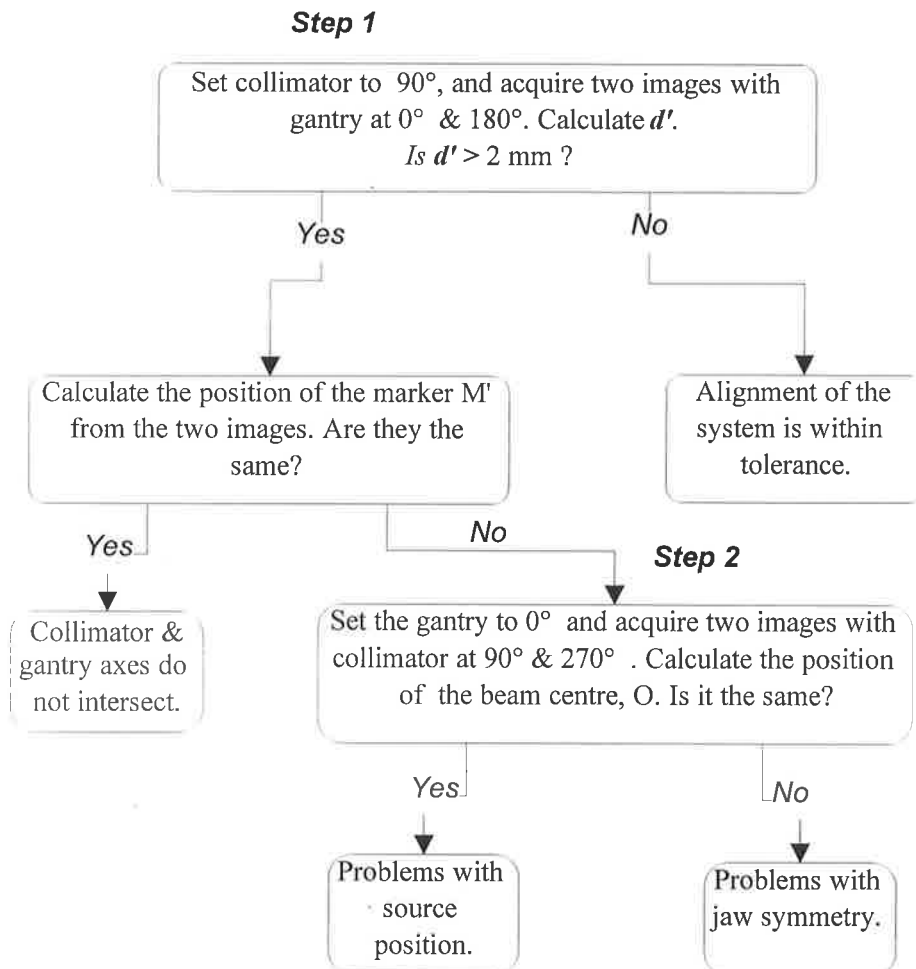 Step 1
Set collimator to 90°, and acquire two images with
gantry at 0° & 180°. Calculate d'.
Is d' > 2 mm ?
Yes
No
Calculate the position of the marker M'
from the two images. Are they the
same?
Alignment of the
system is within
tolerance.
Yes
No
Step 2
Collimator &
gantry axes do
not intersect.
Set the gantry to 0° and acquire two images with
collimator at 90° & 270° . Calculate the position
of the beam centre, O. Is it the same?
Yes
No
Problems with
source
position.
Problems with
jaw symmetry.